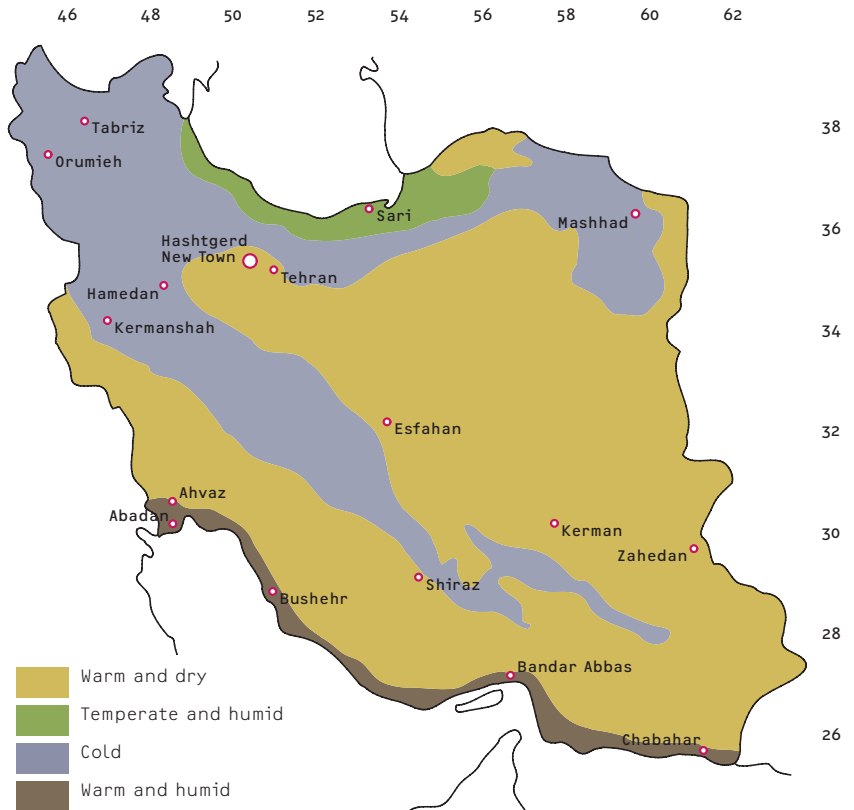 46 48 50 52 54 56 58 60 62
38
Tabriz
Orumieh
Sari
Mashhad
36
Hashtgerd
New Town
Tehran
Hamedan
Kermanshah
34
Esfahan
32
Ahvaz
Abadan
Kerman
30
Zahedan
Shiraz
Bushehr
28
Bandar Abbas
Warm and dry
Temperate and humid
Chabahar
26
Cold
Warm and humid